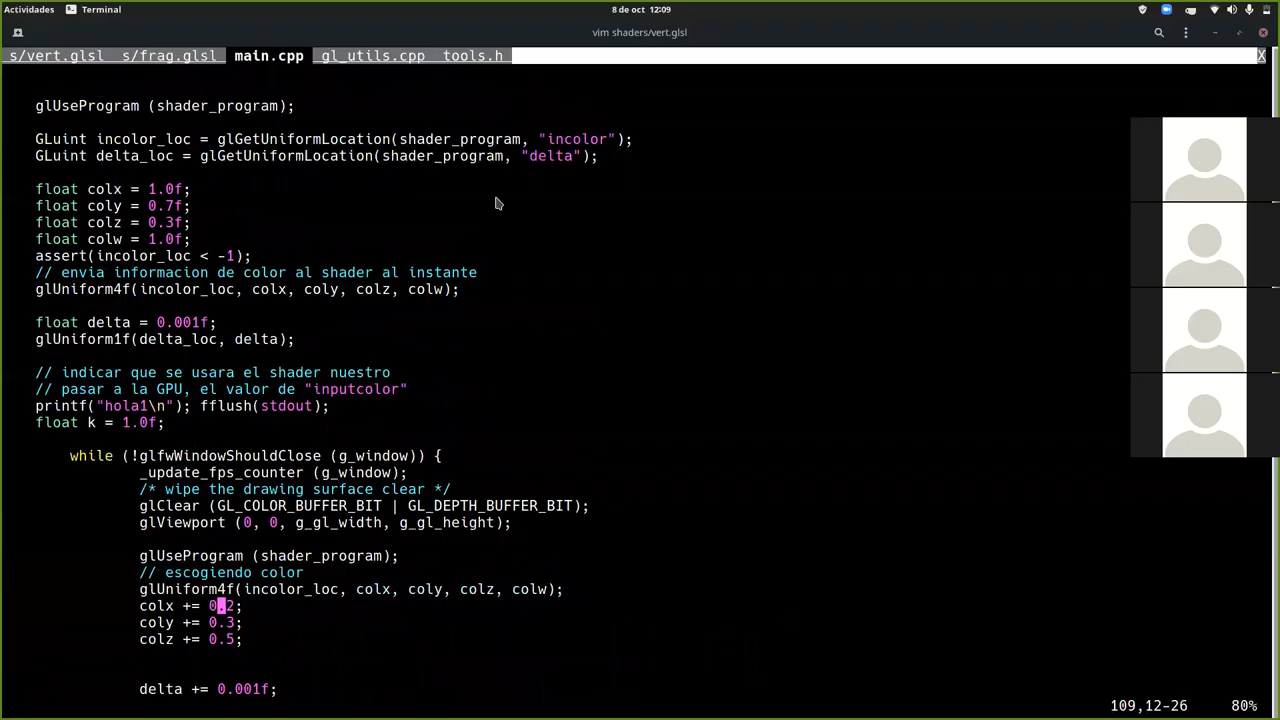 Actividades Terminal 8 de oct 12:09
vim shaders/vert.glsl
s/vert.glsl s/frag.glsl main.cpp gl_utils.cpp tools.h X
glUseProgram (shader_program);
GLuint incolor_loc = glGetUniformLocation(shader_program, "incolor");
GLuint delta_loc = glGetUniformLocation(shader_program, "delta");
float colx = 1.0f;
float coly = 0.7f;
float colz = 0.3f;
float colw = 1.0f;
assert(incolor_loc < -1);
// envia informacion de color al shader al instante
glUniform4f(incolor_loc, colx, coly, colz, colw);
float delta = 0.001f;
glUniform1f(delta_loc, delta);
// indicar que se usara el shader nuestro
// pasar a la GPU, el valor de "inputcolor"
printf("hola1\n"); fflush(stdout);
float k = 1.0f;
while (!glfwWindowShouldClose (g_window)) {
_update_fps_counter (g_window);
/* wipe the drawing surface clear */
glClear (GL_COLOR_BUFFER_BIT | GL_DEPTH_BUFFER_BIT);
glViewport (0, 0, g_gl_width, g_gl_height);
glUseProgram (shader_program);
// escogiendo color
glUniform4f(incolor_loc, colx, coly, colz, colw);
colx += 0.2;
coly += 0.3;
colz += 0.5;
delta += 0.001f;
109,12-26 80%